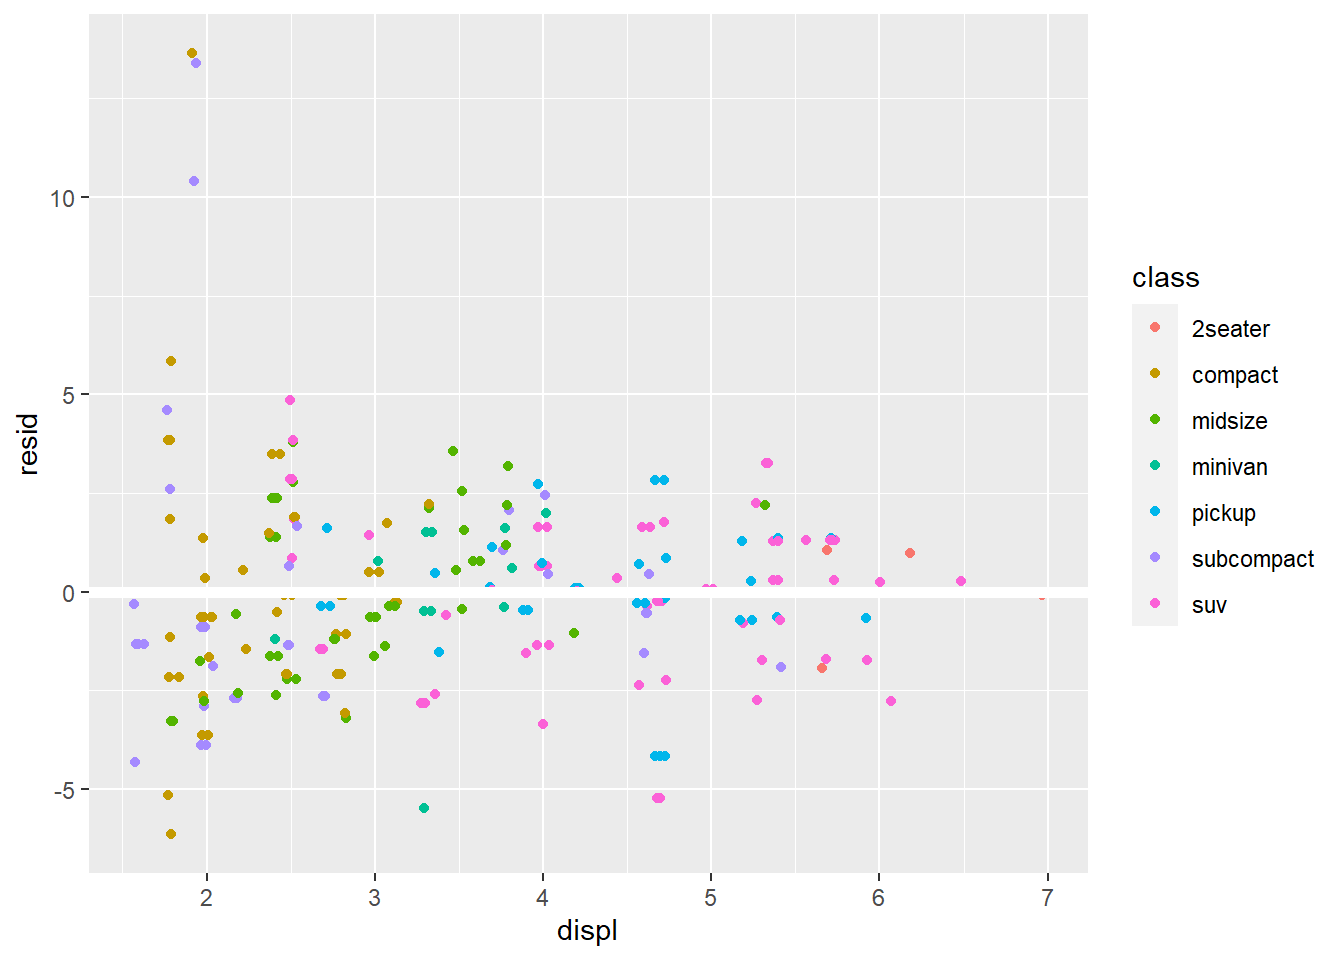 10
5
0
-5
resid
2 3 4 5 6 7
displ
class
2seater
compact
midsize
minivan
pickup
subcompact
suv